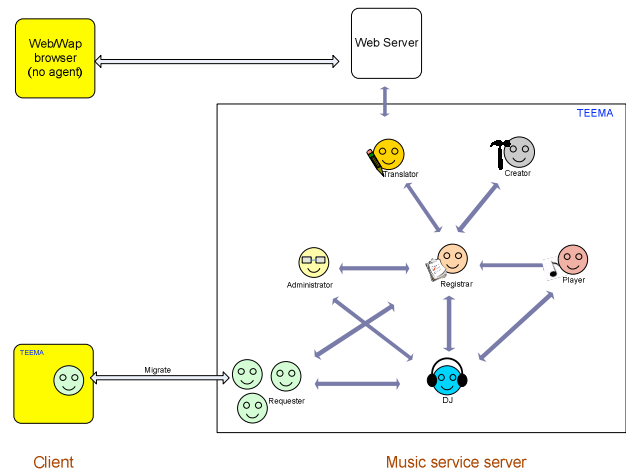 Web/Wap
browser
(no agent)
Web Server
TEEMA
Translator
Creator
Administrator
Registrar
Player
TEEMA
Migrate
Requester
DJ
Client
Music service server